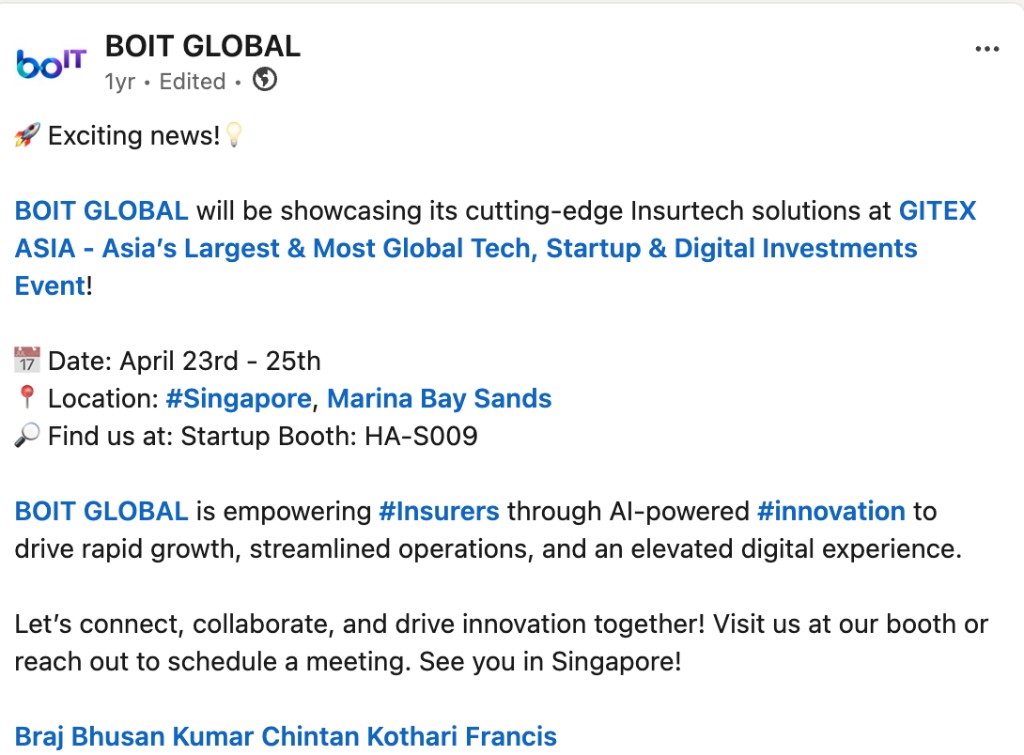 boIT
BOIT GLOBAL
1yr • Edited •
🚀 Exciting news!💡
BOIT GLOBAL will be showcasing its cutting-edge Insurtech solutions at GITEX
ASIA - Asia’s Largest & Most Global Tech, Startup & Digital Investments
Event!
📅 Date: April 23rd - 25th
📍 Location: #Singapore, Marina Bay Sands
🔎 Find us at: Startup Booth: HA-S009
BOIT GLOBAL is empowering #Insurers through AI-powered #innovation to
drive rapid growth, streamlined operations, and an elevated digital experience.
Let’s connect, collaborate, and drive innovation together! Visit us at our booth or
reach out to schedule a meeting. See you in Singapore!
Braj Bhusan Kumar Chintan Kothari Francis